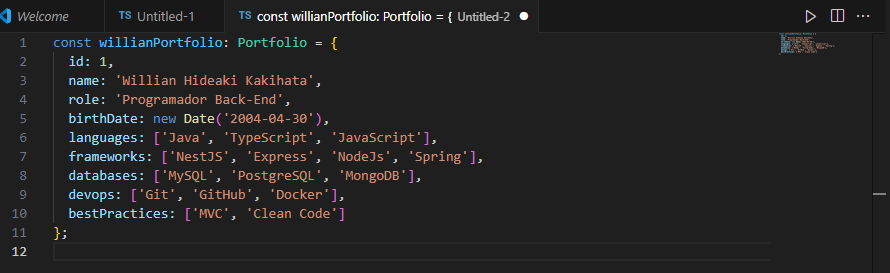 Welcome
TS Untitled-1
TS const willianPortfolio: Portfolio = { Untitled-2
1 const willianPortfolio: Portfolio = {
2 id: 1,
3 name: 'Willian Hideaki Kakihata',
4 role: 'Programador Back-End',
5 birthDate: new Date('2004-04-30'),
6 languages: ['Java', 'TypeScript', 'JavaScript'],
7 frameworks: ['NestJS', 'Express', 'NodeJs', 'Spring'],
8 databases: ['MySQL', 'PostgreSQL', 'MongoDB'],
9 devops: ['Git', 'GitHub', 'Docker'],
10 bestPractices: ['MVC', 'Clean Code']
11 };
12